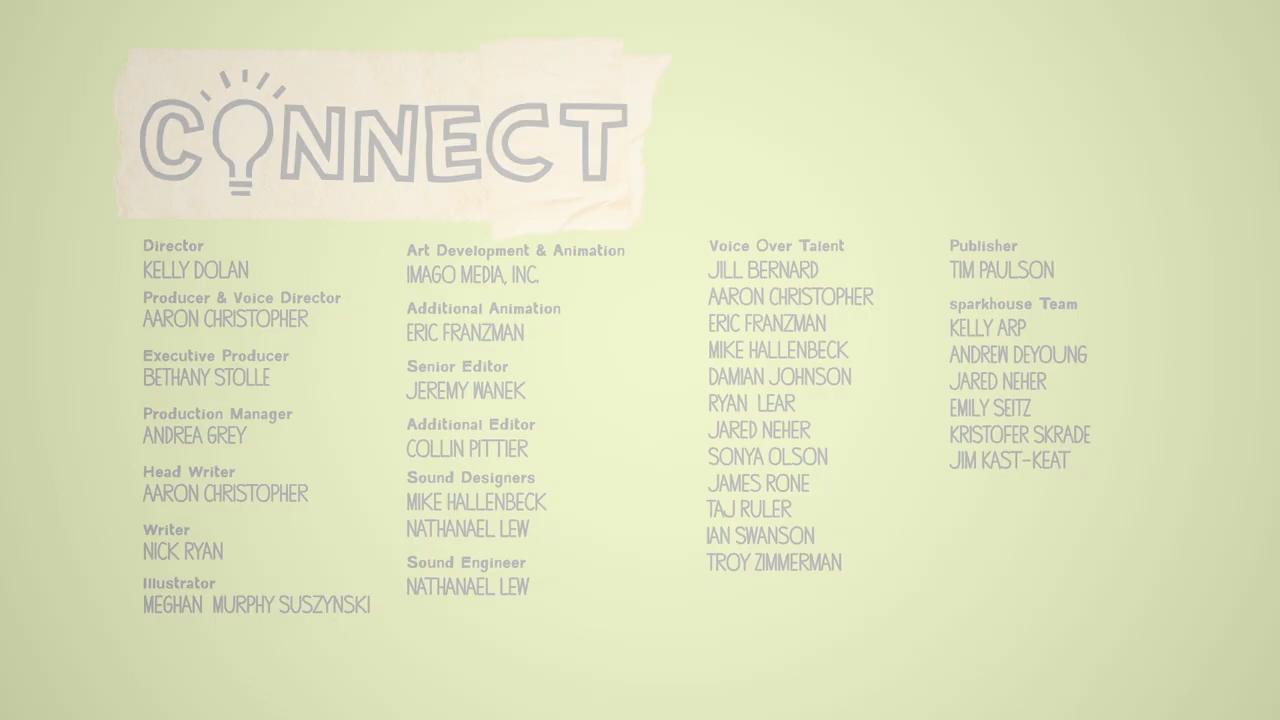 CONNECT
Director
KELLY DOLAN
Producer & Voice Director
AARON CHRISTOPHER
Executive Producer
BETHANY STOLLE
Production Manager
ANDREA GREY
Head Writer
AARON CHRISTOPHER
Writer
NICK RYAN
Illustrator
MEGHAN MURPHY SUSZYNSKI
Art Development & Animation
IMAGO MEDIA, INC.
Additional Animation
ERIC FRANZMAN
Senior Editor
JEREMY WANEK
Additional Editor
COLLIN PITTIER
Sound Designers
MIKE HALLENBECK
NATHANAEL LEW
Sound Engineer
NATHANAEL LEW
Voice Over Talent
JILL BERNARD
AARON CHRISTOPHER
ERIC FRANZMAN
MIKE HALLENBECK
DAMIAN JOHNSON
RYAN LEAR
JARED NEHER
SONYA OLSON
JAMES RONE
TAJ RULER
IAN SWANSON
TROY ZIMMERMAN
Publisher
TIM PAULSON
sparkhouse Team
KELLY ARP
ANDREW DEYOUNG
JARED NEHER
EMILY SEITZ
KRISTOFER SKRADE
JIM KAST-KEAT